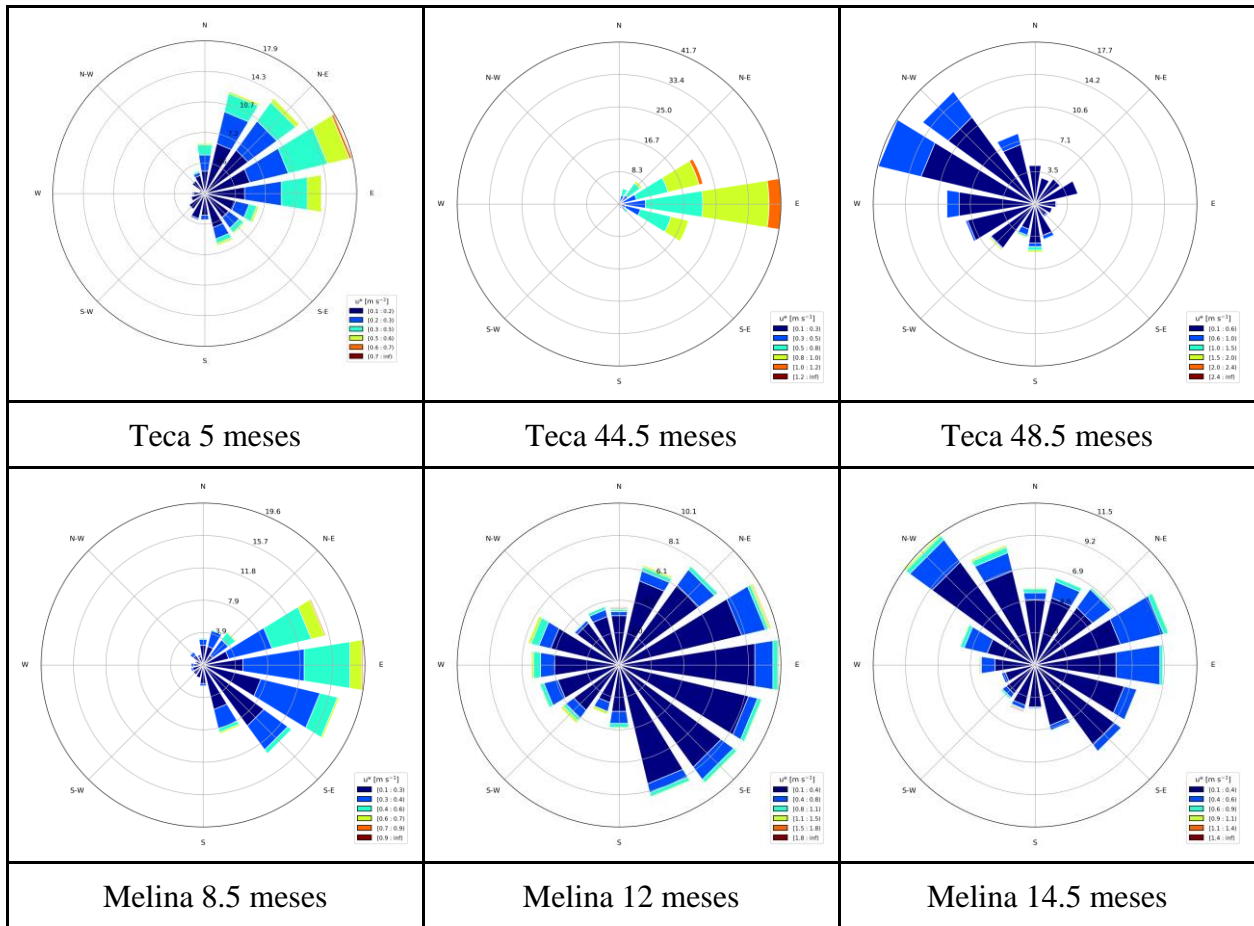 N
17.9
N-W
N-E
14.3
10.7
7.2
W
E
S-W
S-E
S
u* [m s⁻¹]
[0.1 : 0.2)
[0.2 : 0.3)
[0.3 : 0.5)
[0.5 : 0.6)
[0.6 : 0.7)
[0.7 : inf)
N
41.7
N-W
N-E
33.4
25.0
16.7
8.3
W
E
S-W
S-E
S
u* [m s⁻¹]
[0.1 : 0.3)
[0.3 : 0.5)
[0.5 : 0.8)
[0.8 : 1.0)
[1.0 : 1.2)
[1.2 : inf)
N
17.7
N-W
N-E
14.2
10.6
7.1
3.5
W
E
S-W
S-E
S
u* [m s⁻¹]
[0.1 : 0.6)
[0.6 : 1.0)
[1.0 : 1.5)
[1.5 : 2.0)
[2.0 : 2.4)
[2.4 : inf)
Teca 5 meses
Teca 44.5 meses
Teca 48.5 meses
N
19.6
N-W
N-E
15.7
11.8
7.9
3.9
W
E
S-W
S-E
S
u* [m s⁻¹]
[0.1 : 0.3)
[0.3 : 0.4)
[0.4 : 0.6)
[0.6 : 0.7)
[0.7 : 0.9)
[0.9 : inf)
N
10.1
N-W
N-E
8.1
6.1
W
E
S-W
S-E
S
u* [m s⁻¹]
[0.1 : 0.4)
[0.4 : 0.8)
[0.8 : 1.1)
[1.1 : 1.5)
[1.5 : 1.8)
[1.8 : inf)
N
11.5
N-W
N-E
9.2
6.9
W
E
S-W
S-E
S
u* [m s⁻¹]
[0.1 : 0.4)
[0.4 : 0.6)
[0.6 : 0.9)
[0.9 : 1.1)
[1.1 : 1.4)
[1.4 : inf)
Melina 8.5 meses
Melina 12 meses
Melina 14.5 meses